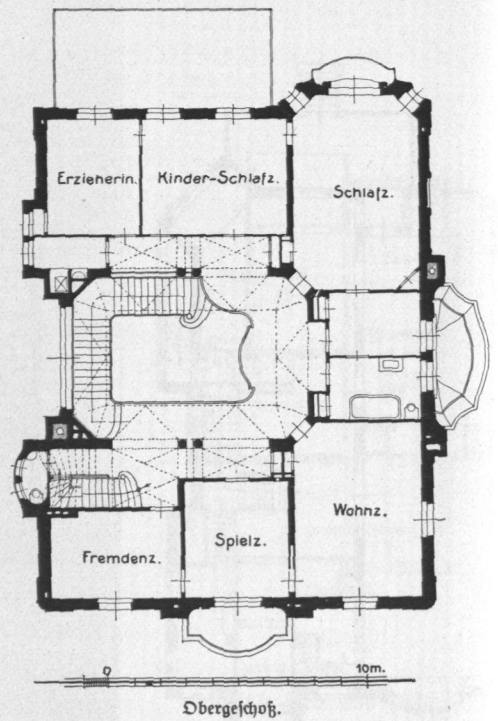 Erzieherin.
Kinder-Schlafz.
Schlafz.
Wohnz.
Spielz.
Fremdenz.
0
10m.
Obergeſchoß.